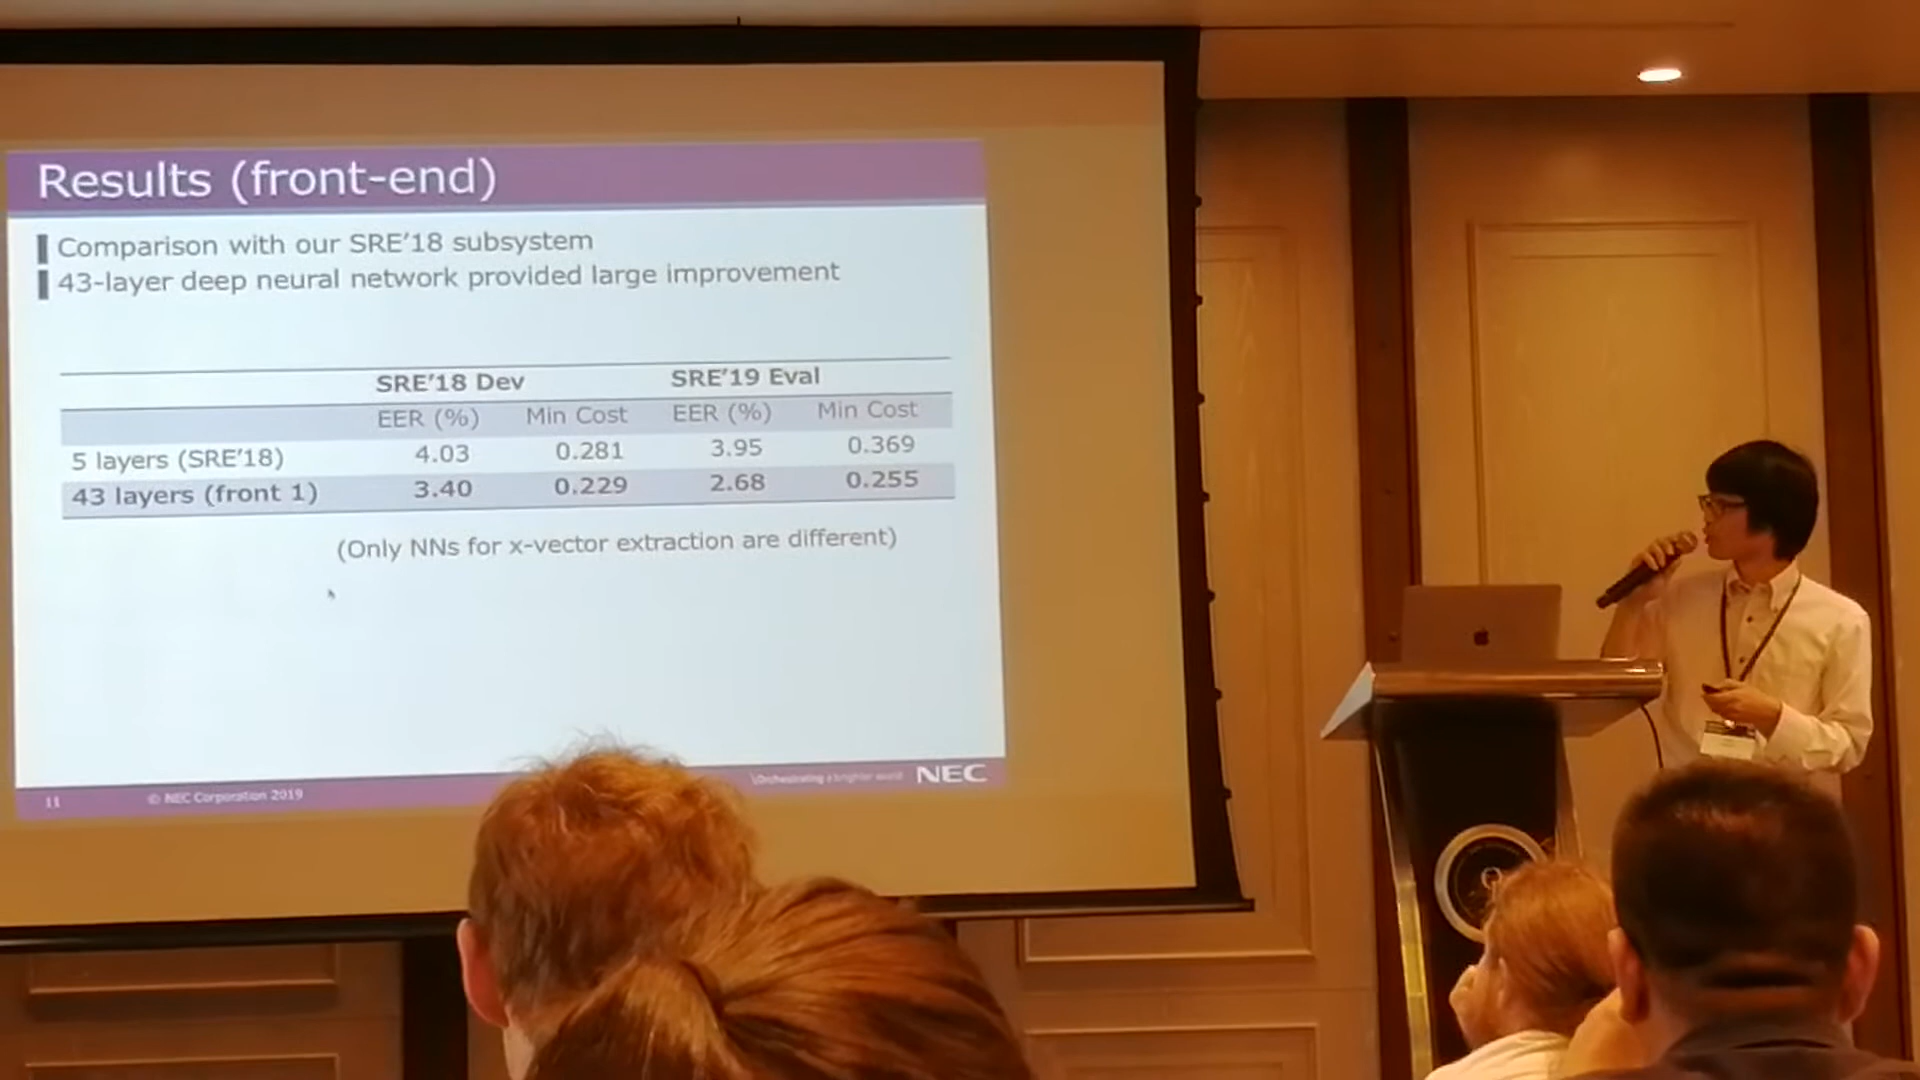 Results (front-end)
Comparison with our SRE'18 subsystem
43-layer deep neural network provided large improvement
SRE'18 Dev SRE'19 Eval
EER (%) Min Cost EER (%) Min Cost
5 layers (SRE'18) 4.03 0.281 3.95 0.369
43 layers (front 1) 3.40 0.229 2.68 0.255
(Only NNs for x-vector extraction are different)
\Orchestrating a brighter world NEC
11 © NEC Corporation 2019